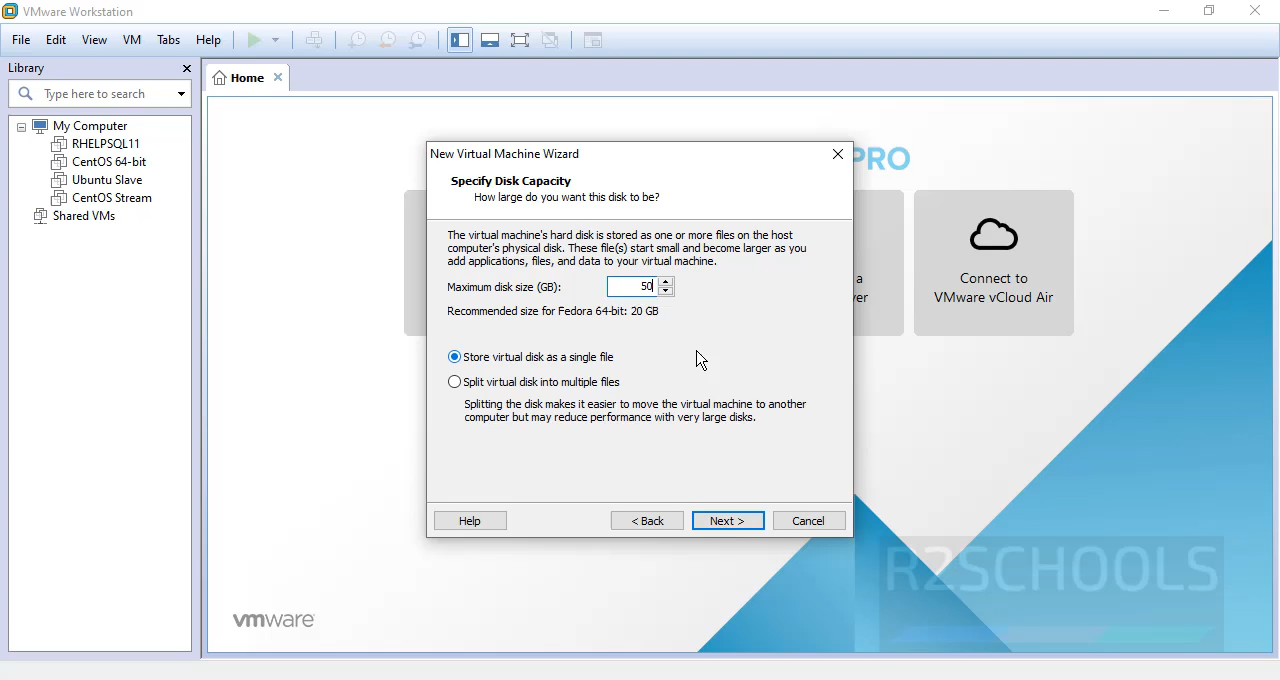 VMware Workstation
File Edit View VM Tabs Help
Library
Type here to search
My Computer
RHELPSQL11
CentOS 64-bit
Ubuntu Slave
CentOS Stream
Shared VMs
Home
PRO
a
ver
Connect to
VMware vCloud Air
New Virtual Machine Wizard
Specify Disk Capacity
How large do you want this disk to be?
The virtual machine's hard disk is stored as one or more files on the host
computer's physical disk. These file(s) start small and become larger as you
add applications, files, and data to your virtual machine.
Maximum disk size (GB): 50
Recommended size for Fedora 64-bit: 20 GB
Store virtual disk as a single file
Split virtual disk into multiple files
Splitting the disk makes it easier to move the virtual machine to another
computer but may reduce performance with very large disks.
Help < Back Next > Cancel
R2SCHOOLS
vmware